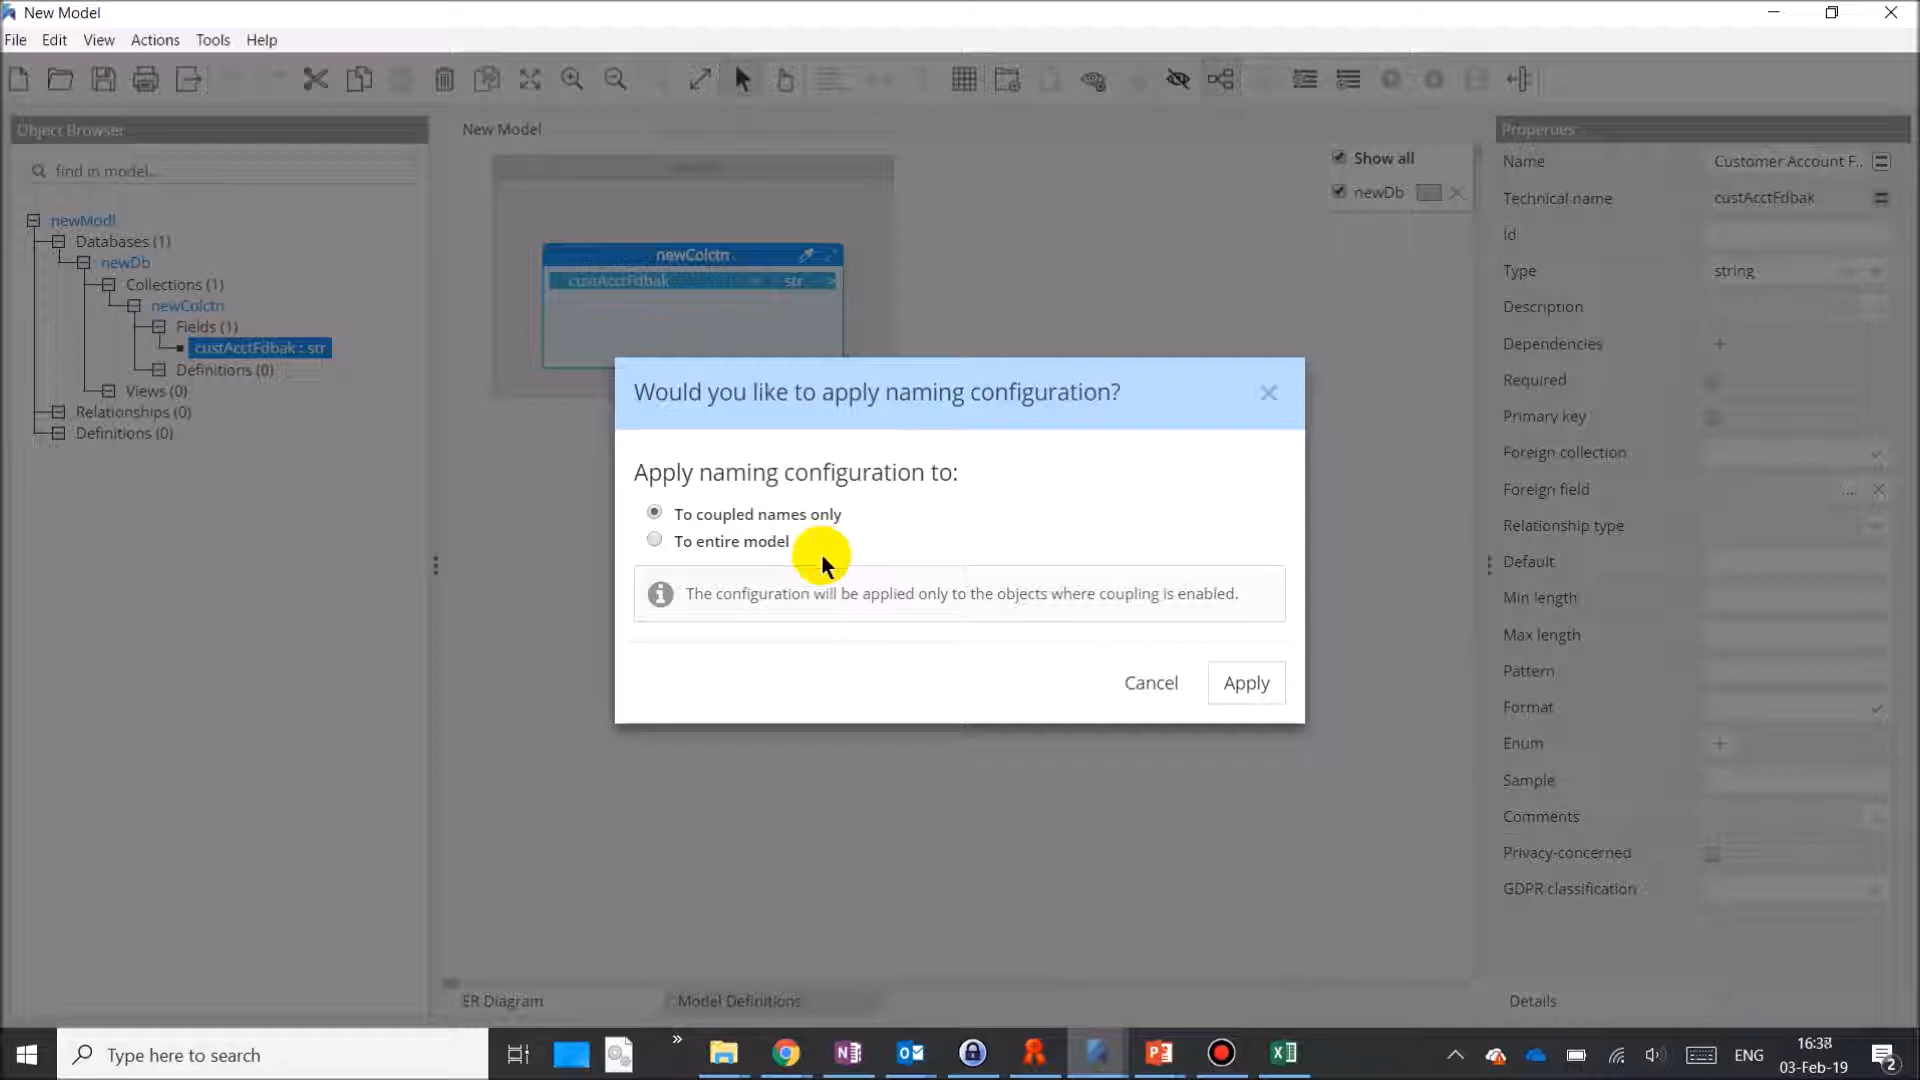 New Model
File Edit View Actions Tools Help
Object Browser
find in model...
newModl
Databases (1)
newDb
Collections (1)
newColctn
Fields (1)
custAcctFdbak : str
Definitions (0)
Views (0)
Relationships (0)
Definitions (0)
New Model
newColctn
custAcctFdbak str
Show all
newDb
Would you like to apply naming configuration?
Apply naming configuration to:
To coupled names only
To entire model
The configuration will be applied only to the objects where coupling is enabled.
Cancel Apply
ER Diagram Model Definitions
Properties
Name Customer Account F..
Technical name custAcctFdbak
Id
Type string
Description
Dependencies
Required
Primary key
Foreign collection
Foreign field
Relationship type
Default
Min length
Max length
Pattern
Format
Enum
Sample
Comments
Privacy-concerned
GDPR classification
Details
Type here to search
ENG
16:38
03-Feb-19
2